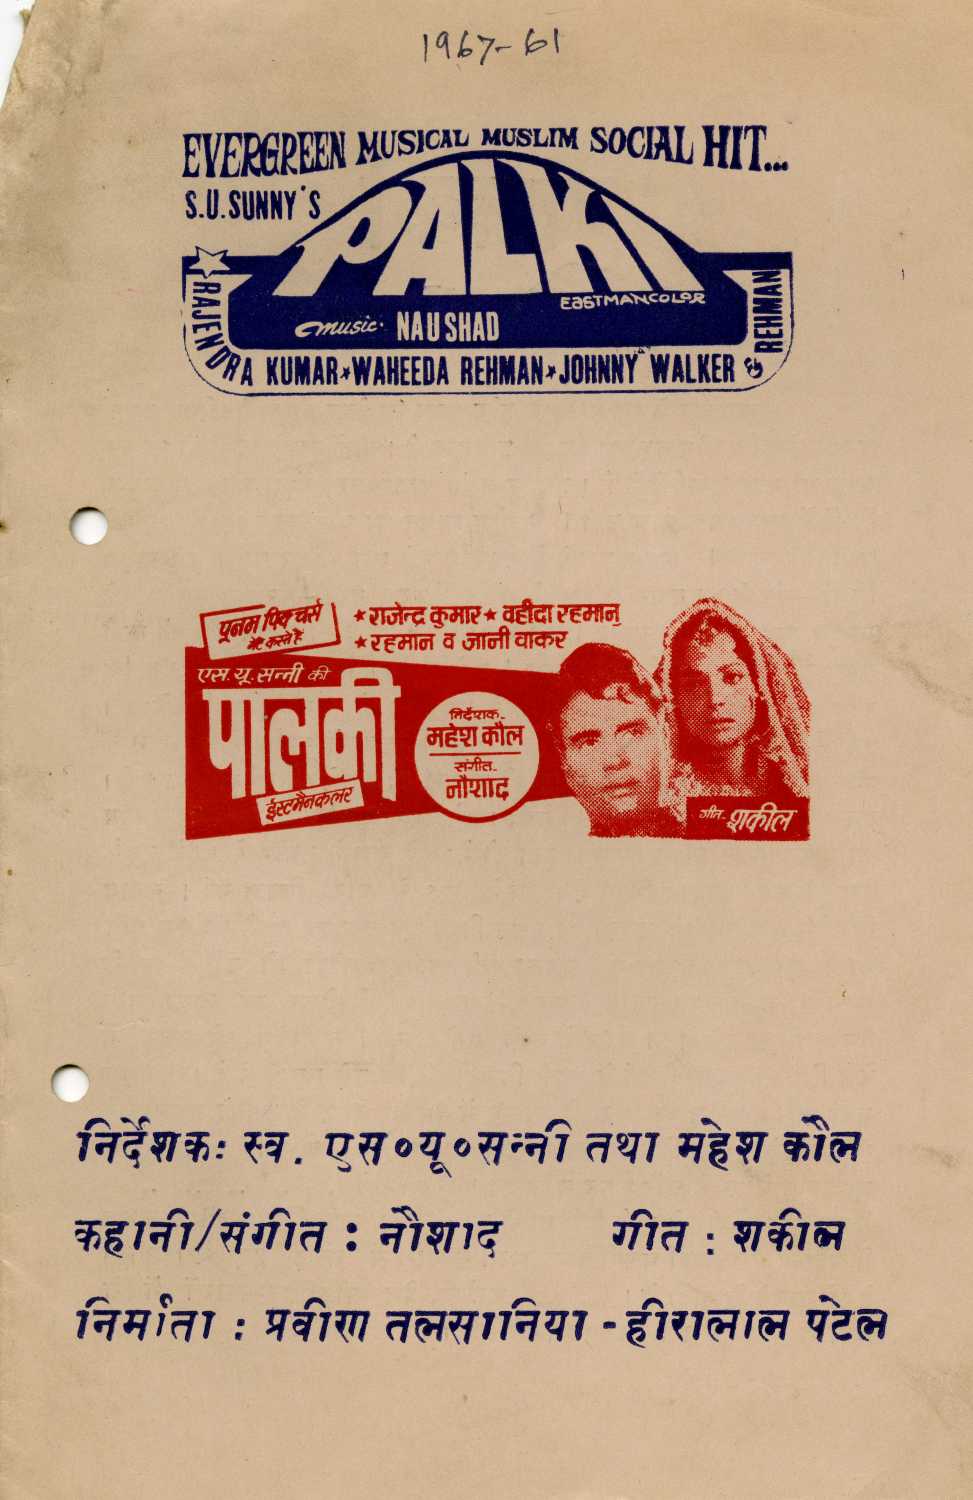 1967-61
EVERGREEN MUSICAL MUSLIM SOCIAL HIT...
S.U.SUNNY'S
PALKI
EASTMANCOLOR
music· NAUSHAD
RAJENDRA KUMAR★WAHEEDA REHMAN★JOHNNY WALKER & REHMAN
पूनम पिक्चर्स
भेंट करते है
★ राजेन्द्र कुमार ★ वहीदा रहमान
★ रहमान व जानी वाकर
एस.यू.सन्नी की
पालकी
ईस्टमैनकलर
निर्देशक-
महेश कौल
संगीत-
नौशाद
गीत- शकील
निर्देशक: स्व. एस०यू०सन्नी तथा महेश कौल
कहानी/संगीत : नौशाद गीत : शकील
निर्माता : प्रवीण तलसानिया - हीरालाल पटेल